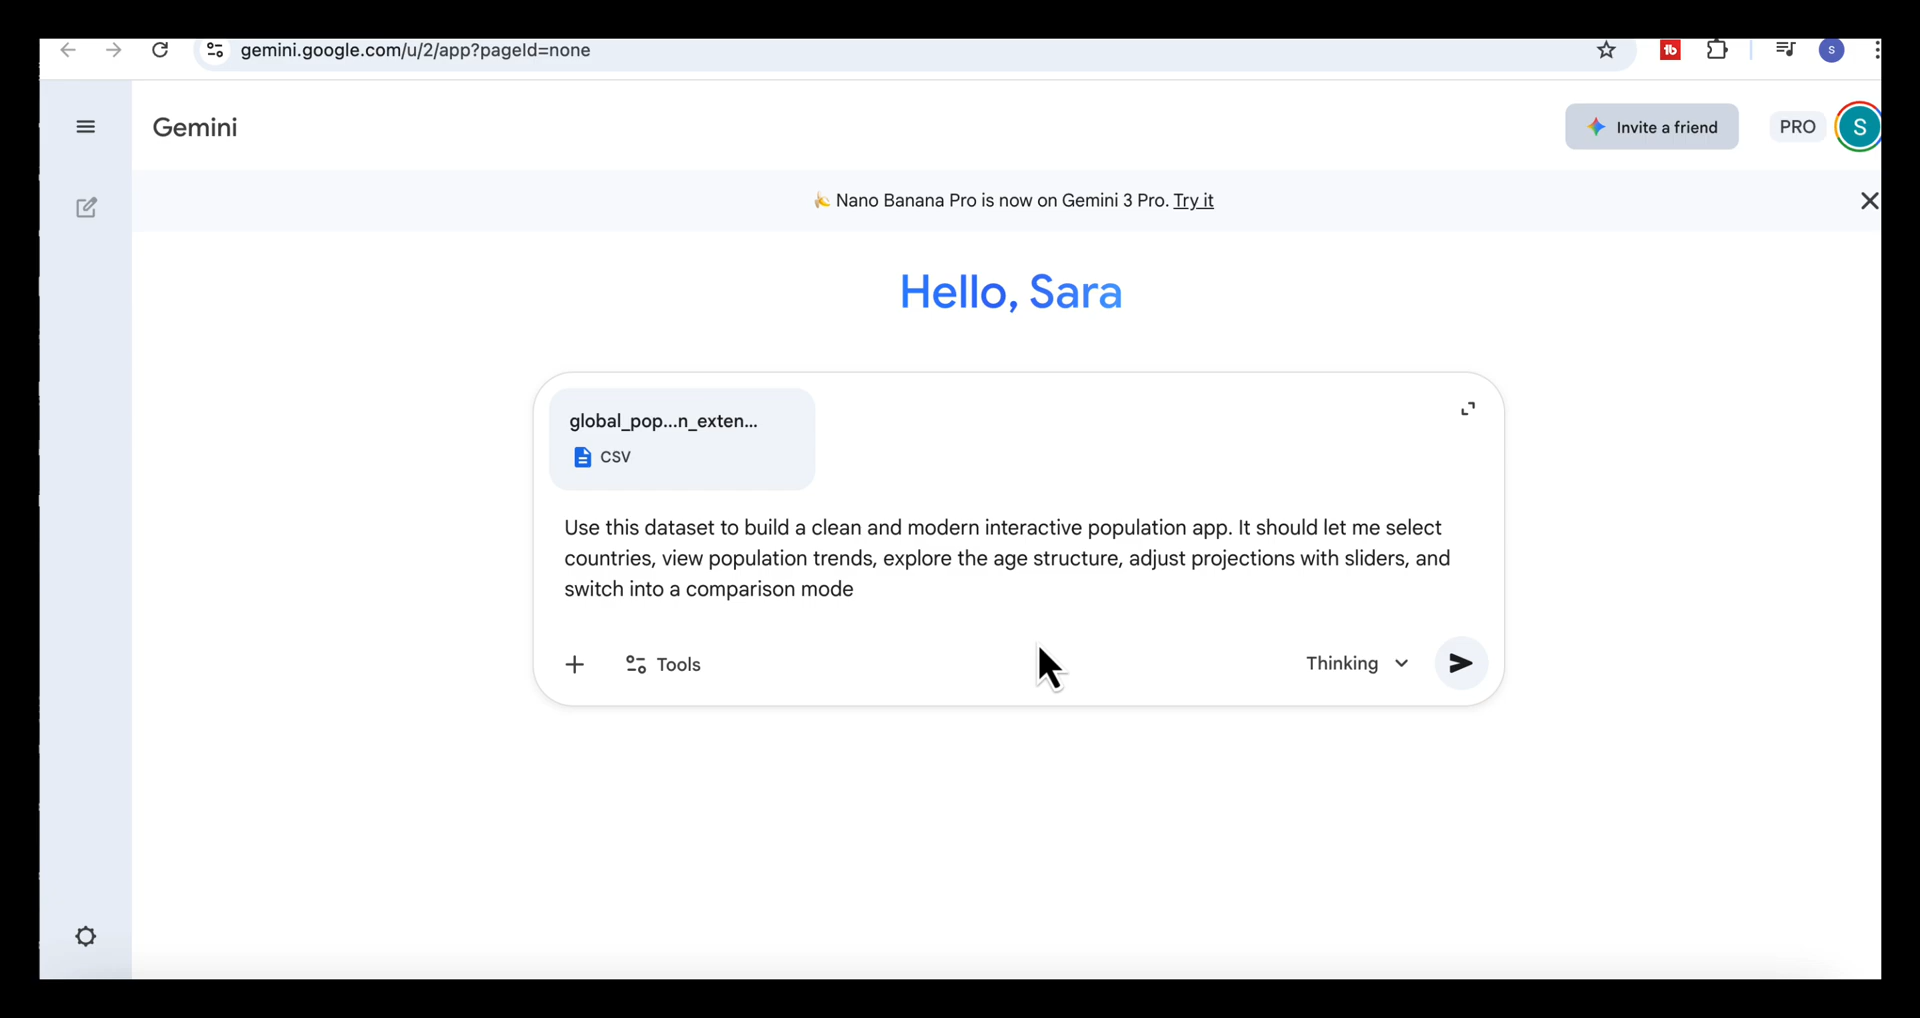 gemini.google.com/u/2/app?pageId=none
S
Gemini
Invite a friend
PRO
S
Nano Banana Pro is now on Gemini 3 Pro. Try it
Hello, Sara
global_pop...n_exten...
CSV
Use this dataset to build a clean and modern interactive population app. It should let me select
countries, view population trends, explore the age structure, adjust projections with sliders, and
switch into a comparison mode
Tools
Thinking